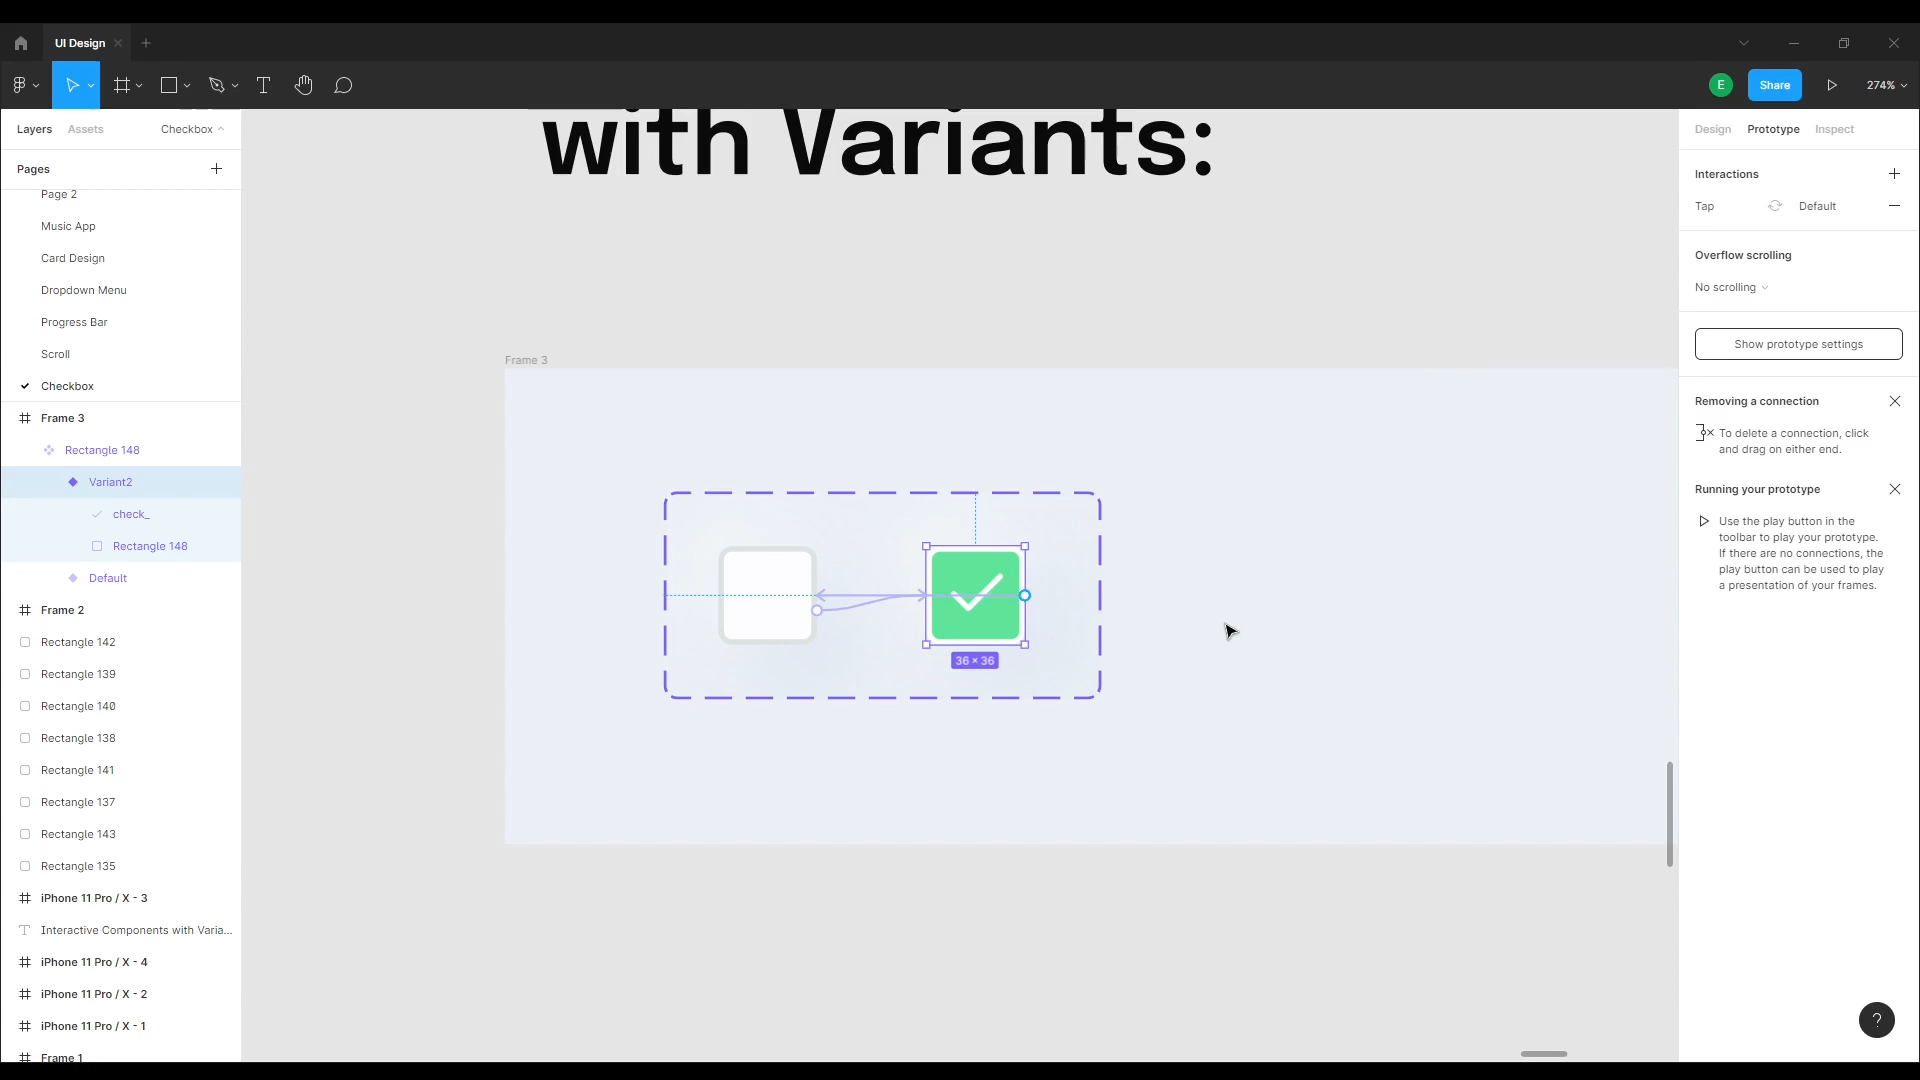 UI Design
E
Share
274%
Layers
Assets
Checkbox
Pages
Page 2
Music App
Card Design
Dropdown Menu
Progress Bar
Scroll
Checkbox
Frame 3
Rectangle 148
Variant2
check_
Rectangle 148
Default
Frame 2
Rectangle 142
Rectangle 139
Rectangle 140
Rectangle 138
Rectangle 141
Rectangle 137
Rectangle 143
Rectangle 135
iPhone 11 Pro / X - 3
Interactive Components with Varia...
iPhone 11 Pro / X - 4
iPhone 11 Pro / X - 2
iPhone 11 Pro / X - 1
Frame 1
with Variants:
Frame 3
36 × 36
Design
Prototype
Inspect
Interactions
Tap
Default
Overflow scrolling
No scrolling
Show prototype settings
Removing a connection
To delete a connection, click
and drag on either end.
Running your prototype
Use the play button in the
toolbar to play your prototype.
If there are no connections, the
play button can be used to play
a presentation of your frames.
?